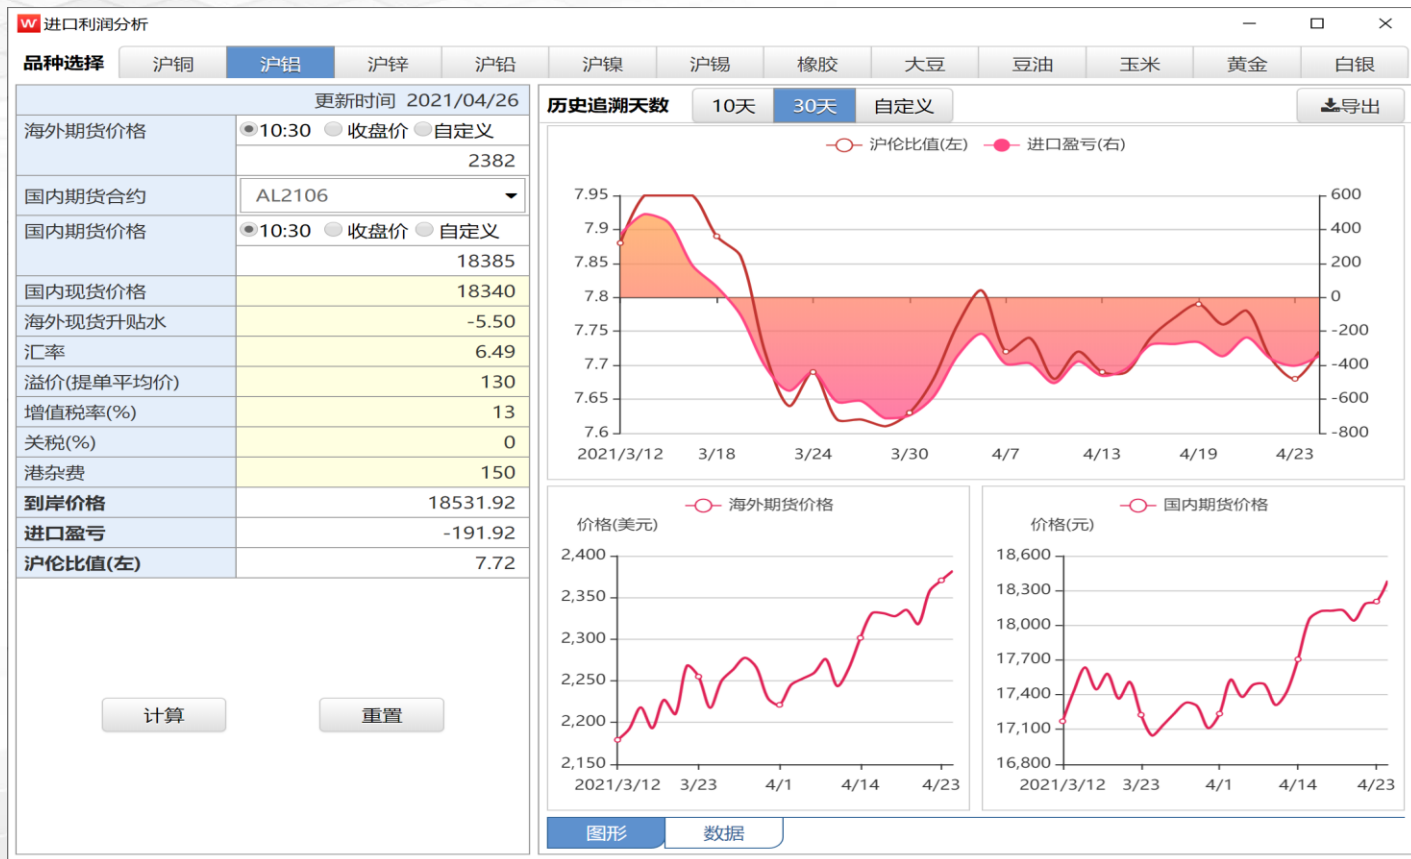 W 进口利润分析
品种选择 沪铜 沪铝 沪锌 沪铅 沪镍 沪锡 橡胶 大豆 豆油 玉米 黄金 白银
更新时间 2021/04/26
海外期货价格 10:30 收盘价 自定义
2382
国内期货合约 AL2106
国内期货价格 10:30 收盘价 自定义
18385
国内现货价格 18340
海外现货升贴水 -5.50
汇率 6.49
溢价(提单平均价) 130
增值税率(%) 13
关税(%) 0
港杂费 150
到岸价格 18531.92
进口盈亏 -191.92
沪伦比值(左) 7.72
计算 重置
历史追溯天数 10天 30天 自定义 导出
沪伦比值(左) 进口盈亏(右)
7.95 600
7.9 400
7.85 200
7.8 0
7.75 -200
7.7 -400
7.65 -600
7.6 -800
2021/3/12 3/18 3/24 3/30 4/7 4/13 4/19 4/23
海外期货价格
价格(美元)
2,400
2,350
2,300
2,250
2,200
2,150
2021/3/12 3/23 4/1 4/14 4/23
国内期货价格
价格(元)
18,600
18,300
18,000
17,700
17,400
17,100
16,800
2021/3/12 3/23 4/1 4/14 4/23
图形 数据